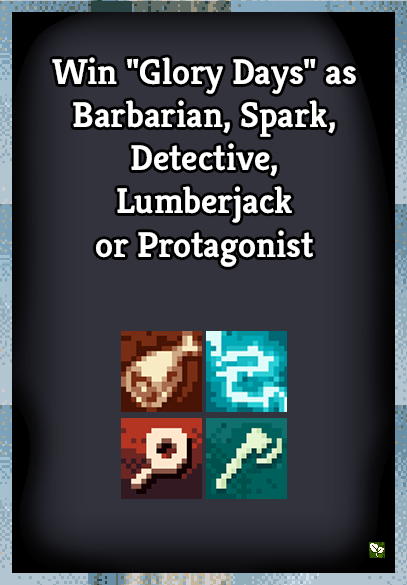 Win "Glory Days" as
Barbarian, Spark,
Detective,
Lumberjack
or Protagonist